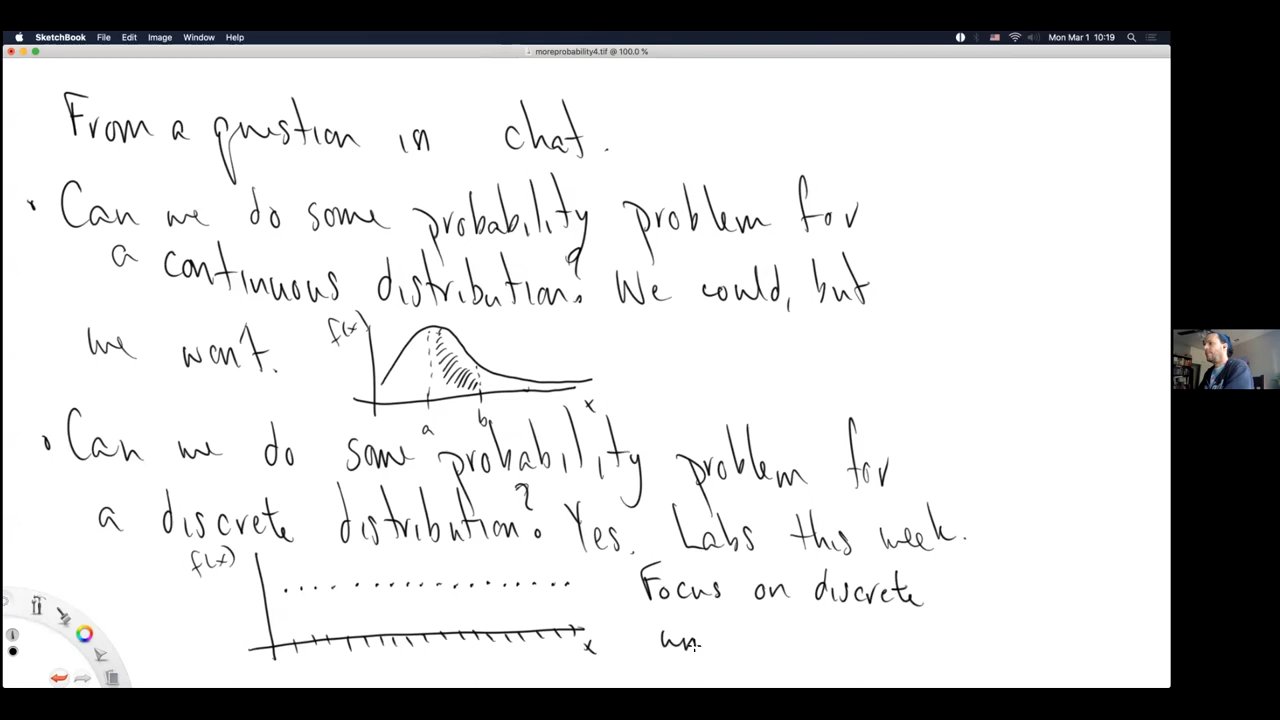 SketchBook File Edit Image Window Help Mon Mar 1 10:19
moreprobability4.tif @ 100.0 %
From a question in chat.
• Can we do some probability problem for
a continuous distribution? We could, but
we won't.
f(x)
a b x
• Can we do some probability problem for
a discrete distribution? Yes. Labs this week.
f(x)
x
Focus on discrete
un